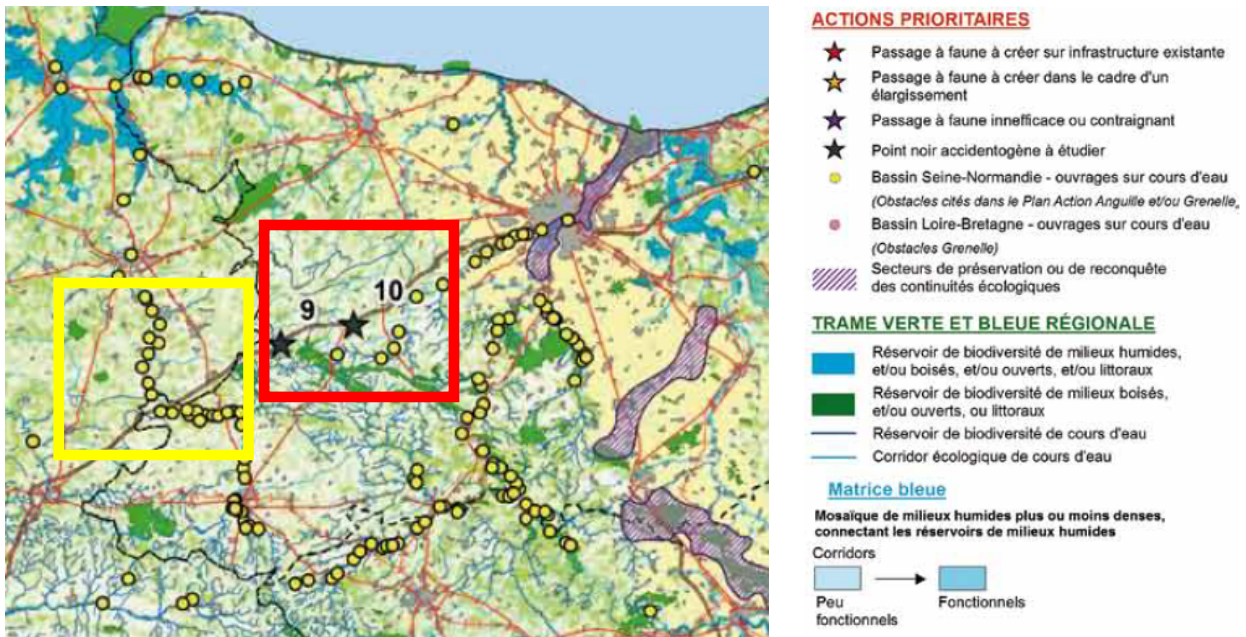 9
10
ACTIONS PRIORITAIRES
Passage à faune à créer sur infrastructure existante
Passage à faune à créer dans le cadre d'un
élargissement
Passage à faune innefficace ou contraignant
Point noir accidentogène à étudier
Bassin Seine-Normandie - ouvrages sur cours d'eau
(Obstacles cités dans le Plan Action Anguille et/ou Grenelle,
Bassin Loire-Bretagne - ouvrages sur cours d'eau
(Obstacles Grenelle)
Secteurs de préservation ou de reconquête
des continuités écologiques
TRAME VERTE ET BLEUE RÉGIONALE
Réservoir de biodiversité de milieux humides,
et/ou boisés, et/ou ouverts, et/ou littoraux
Réservoir de biodiversité de milieux boisés,
et/ou ouverts, ou littoraux
Réservoir de biodiversité de cours d'eau
Corridor écologique de cours d'eau
Matrice bleue
Mosaïque de milieux humides plus ou moins denses,
connectant les réservoirs de milieux humides
Corridors
Peu
fonctionnels
Fonctionnels